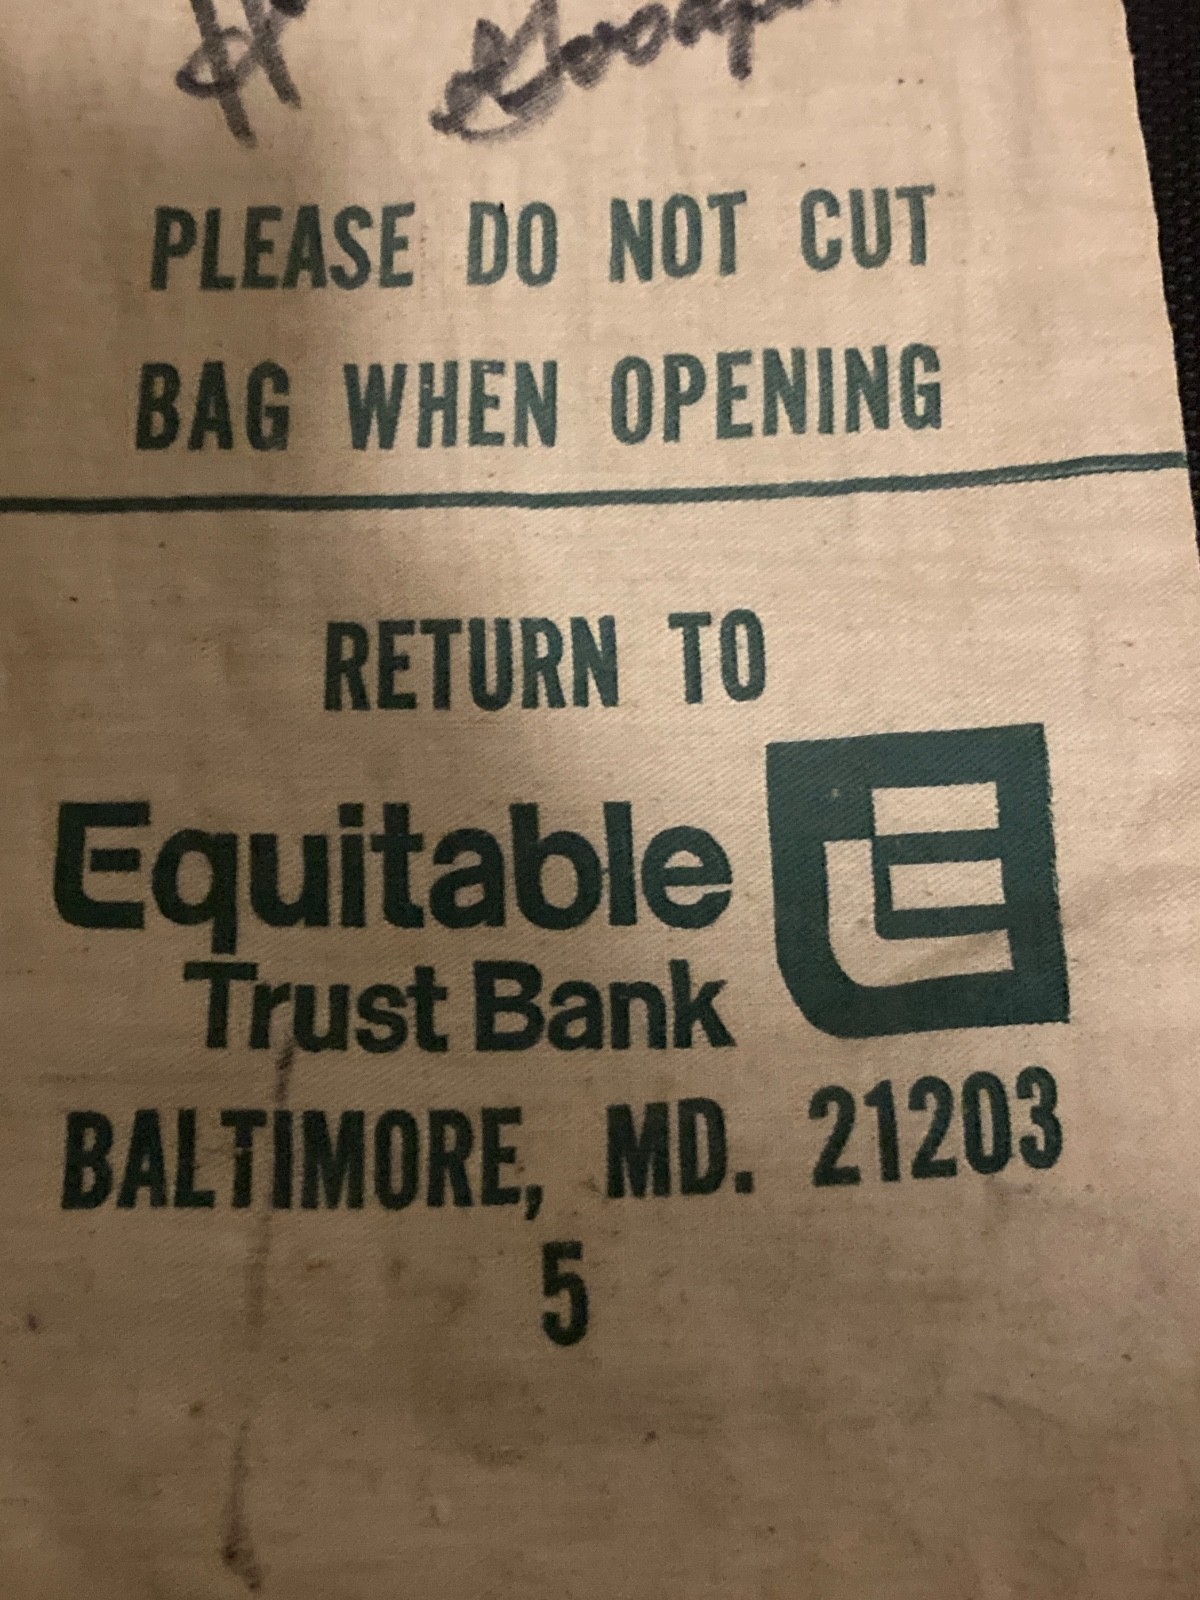 PLEASE DO NOT CUT
BAG WHEN OPENING
RETURN TO
Equitable
Trust Bank
BALTIMORE, MD. 21203
5